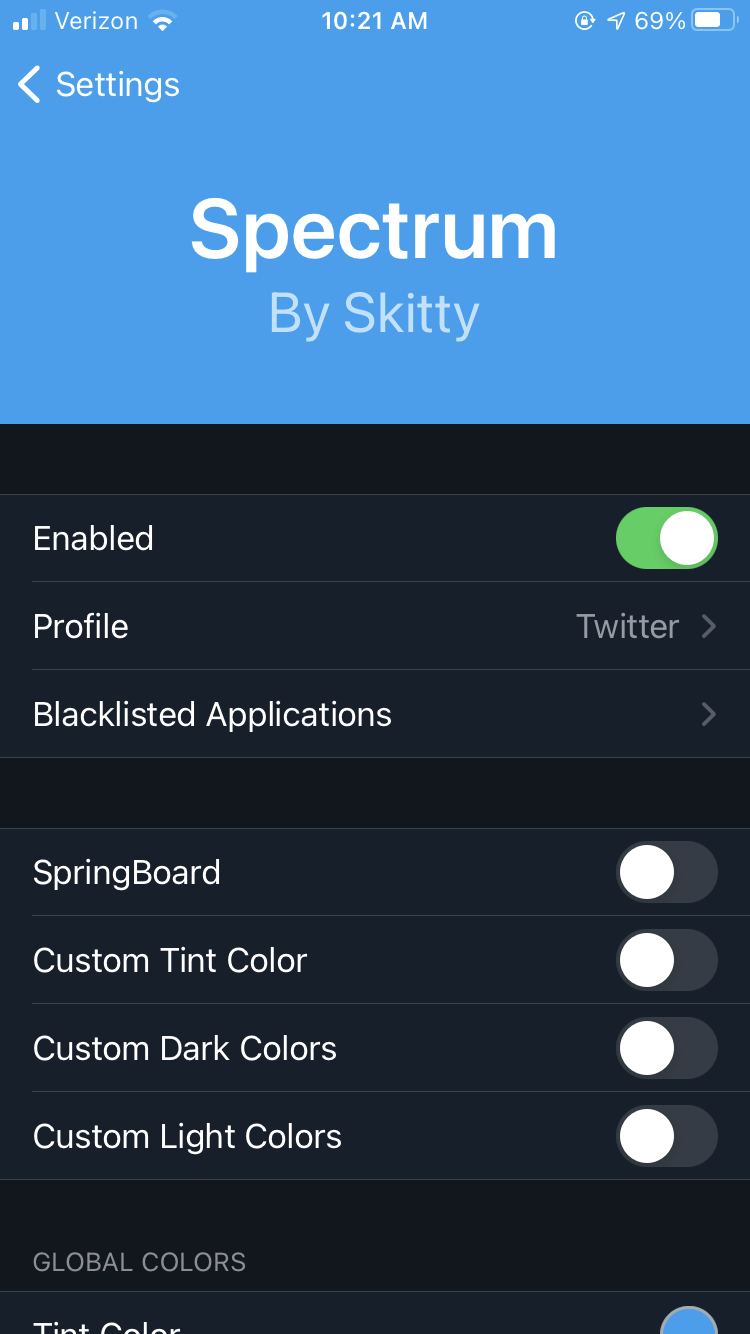 Verizon 10:21 AM 69%
Settings
Spectrum
By Skitty
Enabled
Profile Twitter
Blacklisted Applications
SpringBoard
Custom Tint Color
Custom Dark Colors
Custom Light Colors
GLOBAL COLORS
Tint Color